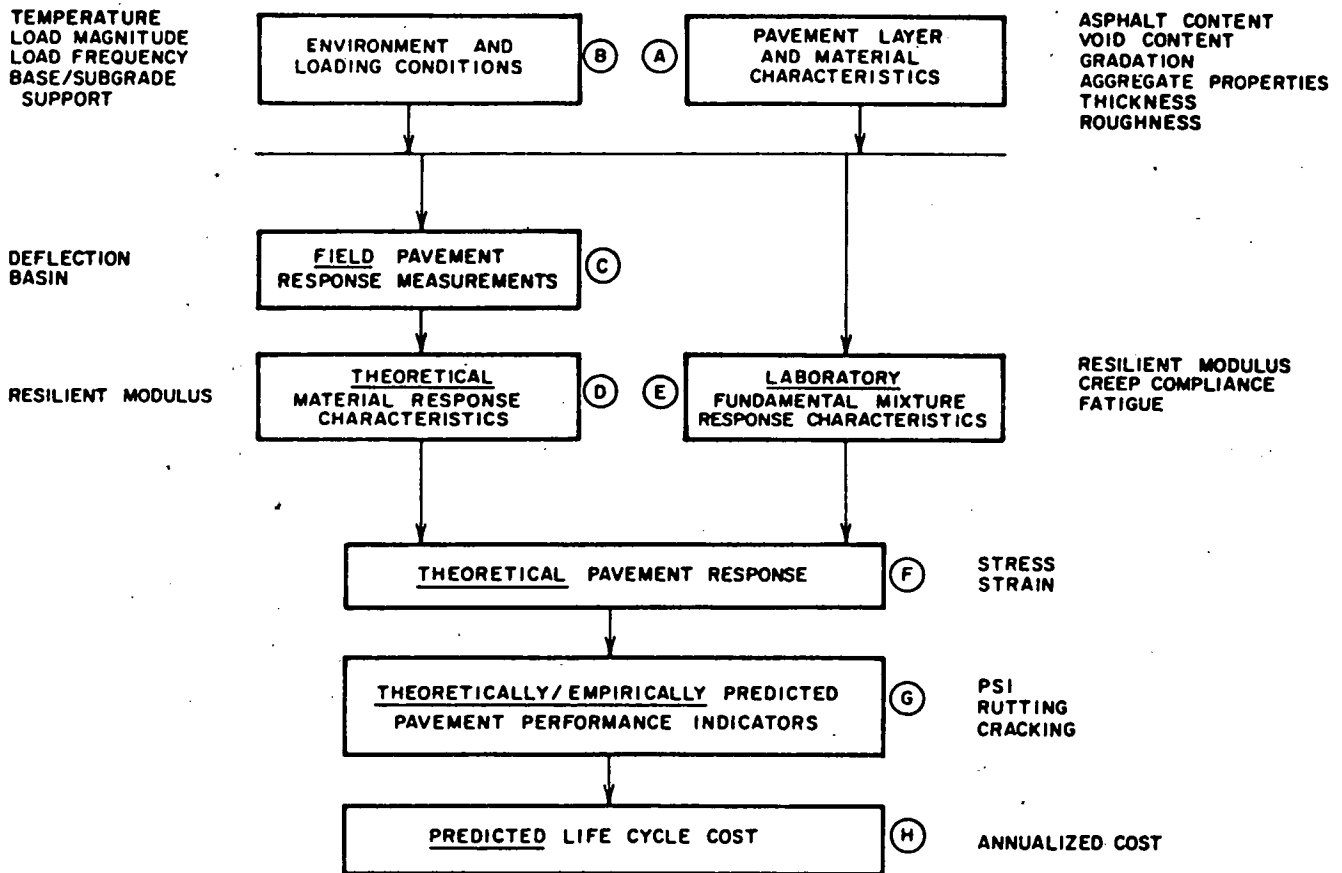 TEMPERATURE
LOAD MAGNITUDE
LOAD FREQUENCY
BASE/SUBGRADE
SUPPORT
ENVIRONMENT AND
LOADING CONDITIONS
B
A
PAVEMENT LAYER
AND MATERIAL
CHARACTERISTICS
ASPHALT CONTENT
VOID CONTENT
GRADATION
AGGREGATE PROPERTIES
THICKNESS
ROUGHNESS
DEFLECTION
BASIN
FIELD PAVEMENT
RESPONSE MEASUREMENTS
C
RESILIENT MODULUS
THEORETICAL
MATERIAL RESPONSE
CHARACTERISTICS
D
E
LABORATORY
FUNDAMENTAL MIXTURE
RESPONSE CHARACTERISTICS
RESILIENT MODULUS
CREEP COMPLIANCE
FATIGUE
THEORETICAL PAVEMENT RESPONSE
F
STRESS
STRAIN
THEORETICALLY/EMPIRICALLY PREDICTED
PAVEMENT PERFORMANCE INDICATORS
G
PSI
RUTTING
CRACKING
PREDICTED LIFE CYCLE COST
H
ANNUALIZED COST